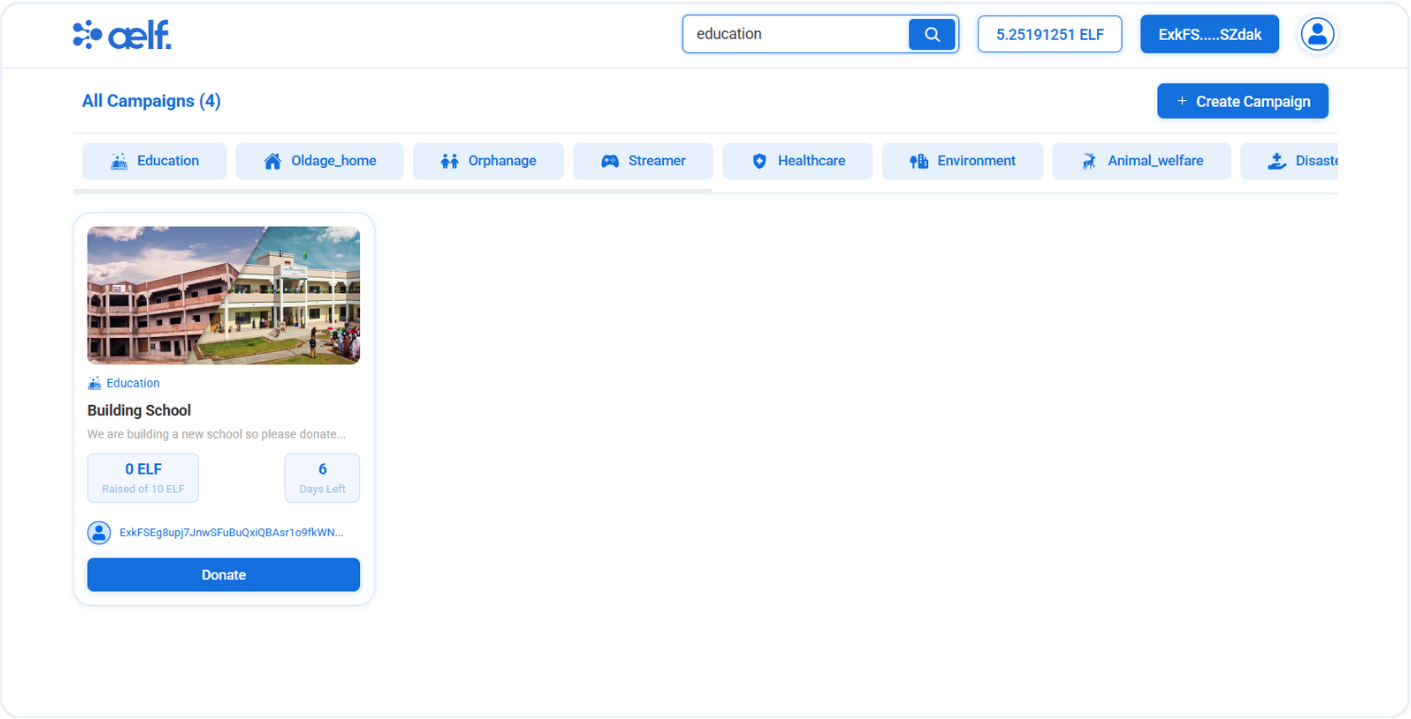 aelf.
education
5.25191251 ELF
ExkFS.....SZdak
All Campaigns (4)
+ Create Campaign
Education
Oldage_home
Orphanage
Streamer
Healthcare
Environment
Animal_welfare
Disaste
Education
Building School
We are building a new school so please donate...
0 ELF
Raised of 10 ELF
6
Days Left
ExkFSEg8upj7JnwSFuBuQxiQBAsr1o9fkWN...
Donate